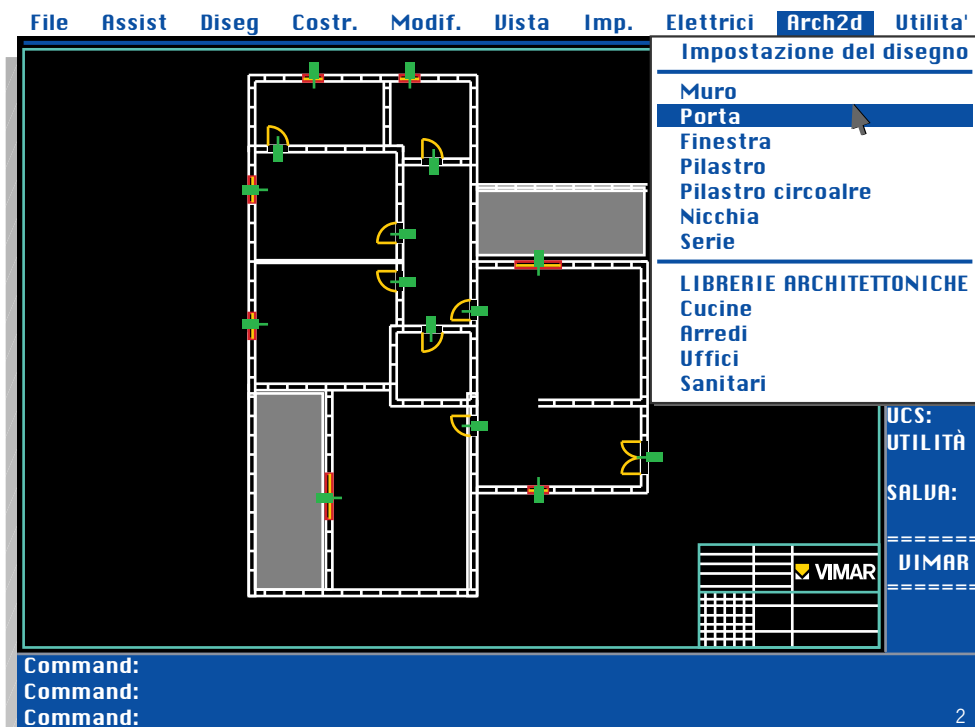 File Assist Diseg Costr. Modif. Vista Imp. Elettrici Arch2d Utilita'
Impostazione del disegno
Muro
Porta
Finestra
Pilastro
Pilastro circoalre
Nicchia
Serie
LIBRERIE ARCHITETTONICHE
Cucine
Arredi
Uffici
Sanitari
UCS:
UTILITÀ
SALVA:
=======
VIMAR
=======
VIMAR
Command:
Command:
Command:
2